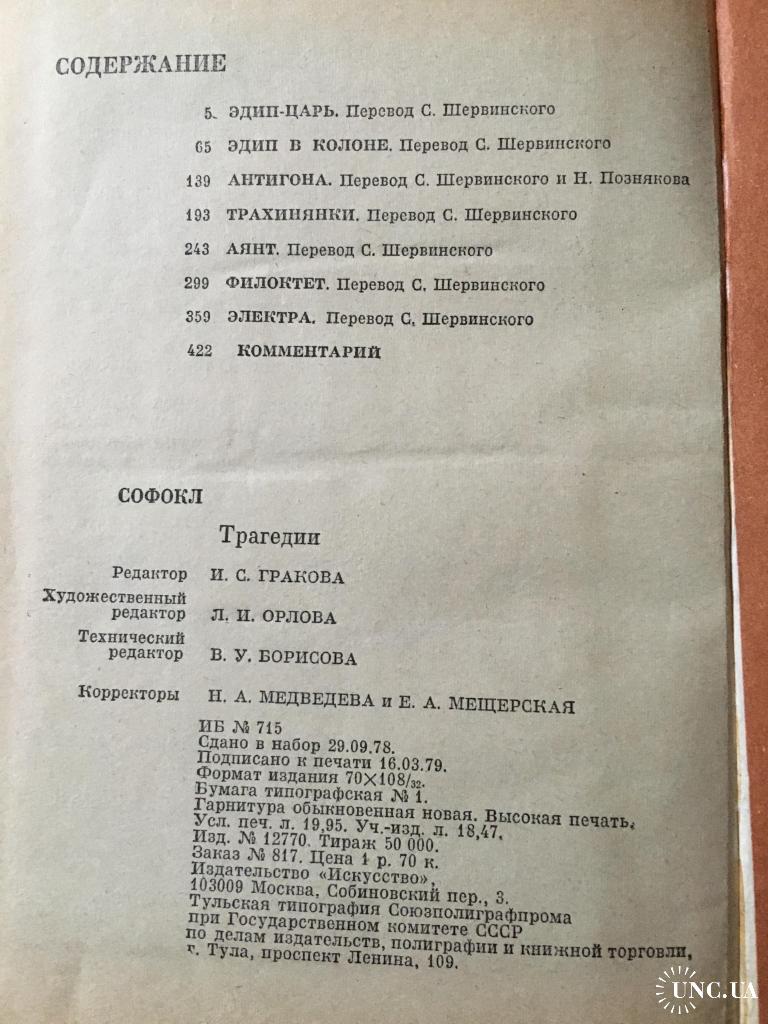 СОДЕРЖАНИЕ
5. ЭДИП-ЦАРЬ. Перевод С. Шервинского
65 ЭДИП В КОЛОНЕ. Перевод С. Шервинского
139 АНТИГОНА. Перевод С. Шервинского и Н. Познякова
193 ТРАХИНЯНКИ. Перевод С. Шервинского
243 АЯНТ. Перевод С. Шервинского
299 ФИЛОКТЕТ. Перевод С. Шервинского
359 ЭЛЕКТРА. Перевод С. Шервинского
422 КОММЕНТАРИЙ
СОФОКЛ
Трагедии
Редактор И. С. ГРАКОВА
Художественный
редактор Л. И. ОРЛОВА
Технический
редактор В. У. БОРИСОВА
Корректоры Н. А. МЕДВЕДЕВА и Е. А. МЕЩЕРСКАЯ
ИБ № 715
Сдано в набор 29.09.78.
Подписано к печати 16.03.79.
Формат издания 70×108/32.
Бумага типографская № 1.
Гарнитура обыкновенная новая. Высокая печать.
Усл. печ. л. 19,95. Уч.-изд. л. 18,47.
Изд. № 12770. Тираж 50 000.
Заказ № 817. Цена 1 р. 70 к.
Издательство «Искусство»,
103009 Москва, Собиновский пер., 3.
Тульская типография Союзполиграфпрома
при Государственном комитете СССР
по делам издательств, полиграфии и книжной торговли,
г. Тула, проспект Ленина, 109.
UNC.UA